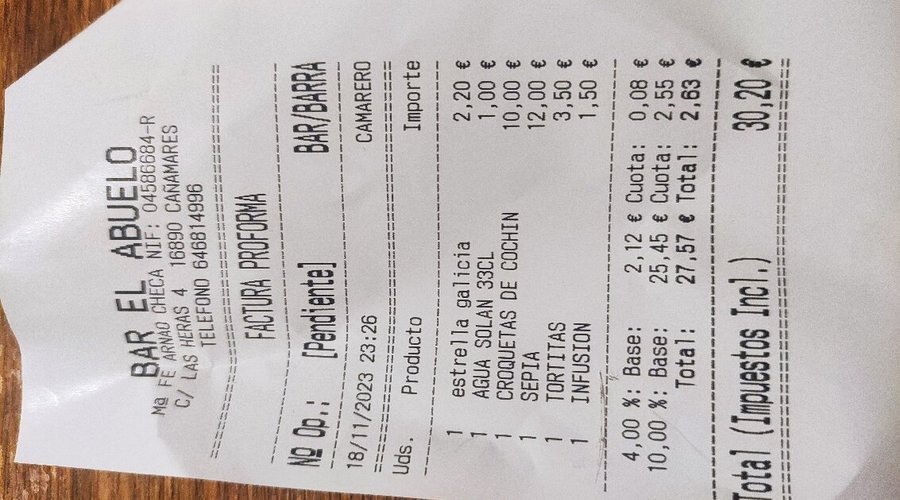 BAR EL ABUELO
Mª FE ARNAO CHECA NIF: 04586684-R
C/ LAS HERAS 4 16890 CAÑAMARES
TELEFONO 646814996
FACTURA PROFORMA
Nº Op.: [Pendiente] BAR/BARRA
18/11/2023 23:26 CAMARERO
Uds. Producto Importe
1 estrella galicia 2,20 €
1 AGUA SOLAN 33CL 1,00 €
1 CROQUETAS DE COCHIN 10,00 €
1 SEPIA 12,00 €
1 TORTITAS 3,50 €
1 INFUSION 1,50 €
4,00 %: Base: 2,12 € Cuota: 0,08 €
10,00 %: Base: 25,45 € Cuota: 2,55 €
Total: 27,57 € Total: 2,63 €
Total (Impuestos Incl.) 30,20 €